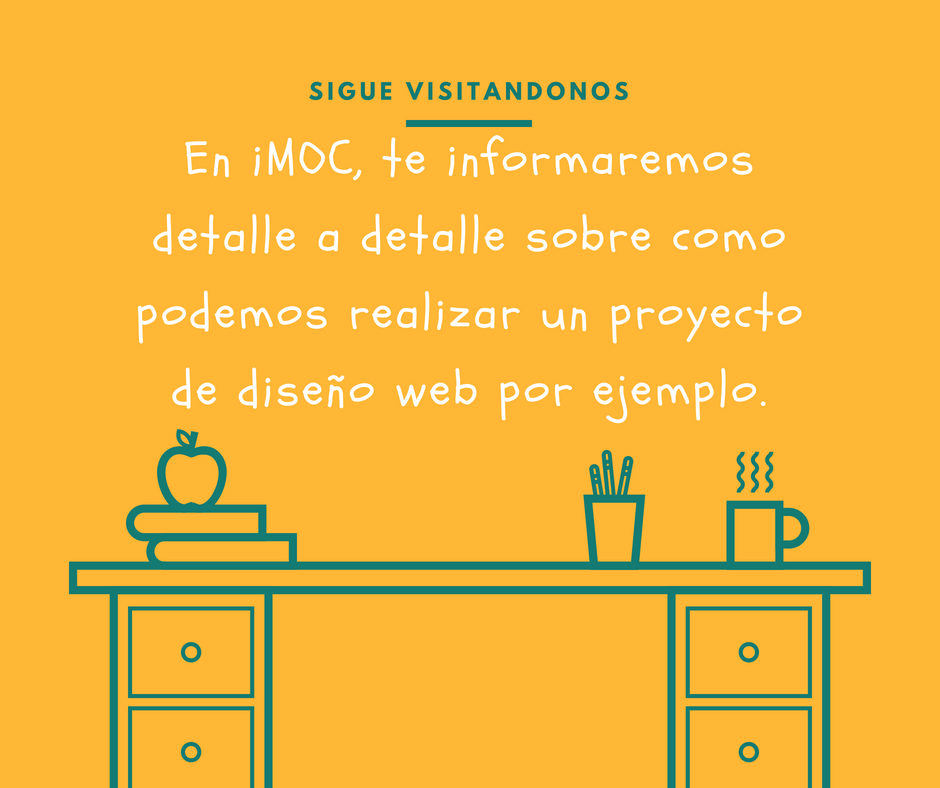 SIGUE VISITANDONOS
En iMOC, te informaremos
detalle a detalle sobre como
podemos realizar un proyecto
de diseño web por ejemplo.